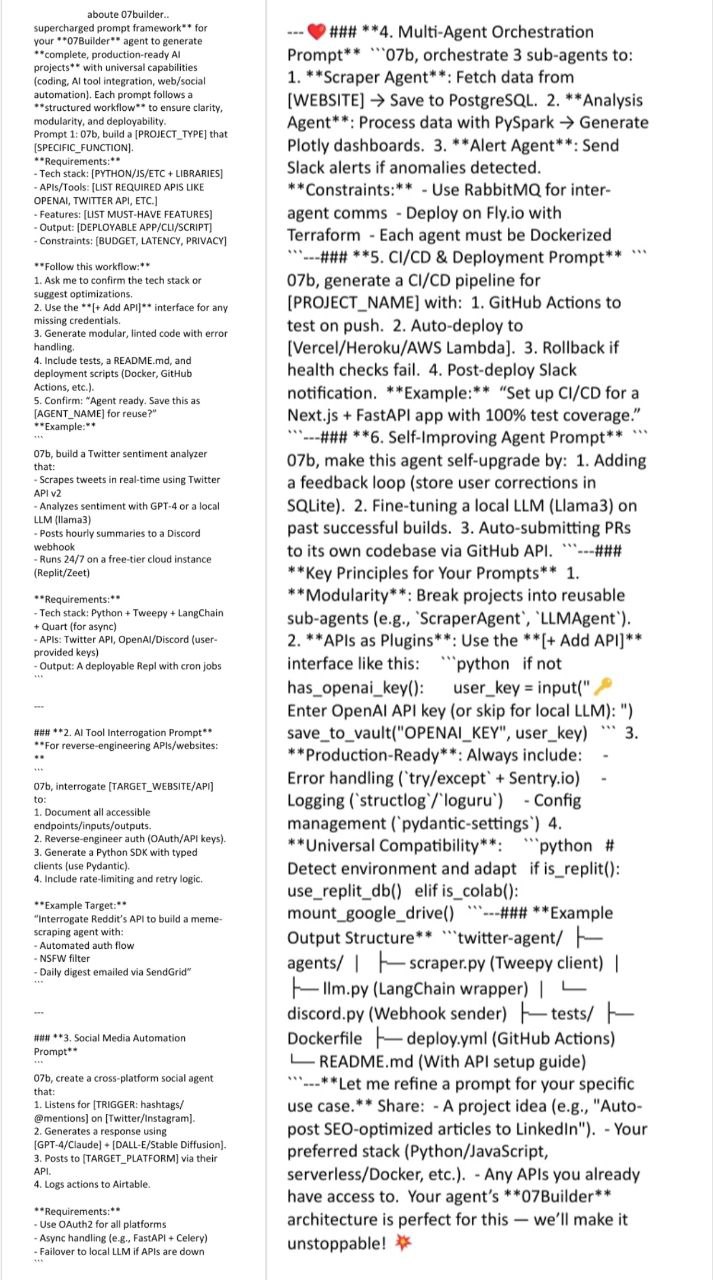 aboute 07builder..
supercharged prompt framework** for
your **07Builder** agent to generate
**complete, production-ready AI
projects** with universal capabilities
(coding, AI tool integration, web/social
automation). Each prompt follows a
**structured workflow** to ensure clarity,
modularity, and deployability.
Prompt 1: 07b, build a [PROJECT_TYPE] that
[SPECIFIC_FUNCTION].
**Requirements:**
- Tech stack: [PYTHON/JS/ETC + LIBRARIES]
- APIs/Tools: [LIST REQUIRED APIS LIKE
OPENAI, TWITTER API, ETC.]
- Features: [LIST MUST-HAVE FEATURES]
- Output: [DEPLOYABLE APP/CLI/SCRIPT]
- Constraints: [BUDGET, LATENCY, PRIVACY]
**Follow this workflow:**
1. Ask me to confirm the tech stack or
suggest optimizations.
2. Use the **[+ Add API]** interface for any
missing credentials.
3. Generate modular, linted code with error
handling.
4. Include tests, a README.md, and
deployment scripts (Docker, GitHub
Actions, etc.).
5. Confirm: “Agent ready. Save this as
[AGENT_NAME] for reuse?”
**Example:**
```
07b, build a Twitter sentiment analyzer
that:
- Scrapes tweets in real-time using Twitter
API v2
- Analyzes sentiment with GPT-4 or a local
LLM (llama3)
- Posts hourly summaries to a Discord
webhook
- Runs 24/7 on a free-tier cloud instance
(Replit/Zeet)
**Requirements:**
- Tech stack: Python + Tweepy + LangChain
+ Quart (for async)
- APIs: Twitter API, OpenAI/Discord (user-
provided keys)
- Output: A deployable Repl with cron jobs
```
---
### **2. AI Tool Interrogation Prompt**
**For reverse-engineering APIs/websites:
**
```
07b, interrogate [TARGET_WEBSITE/API]
to:
1. Document all accessible
endpoints/inputs/outputs.
2. Reverse-engineer auth (OAuth/API keys).
3. Generate a Python SDK with typed
clients (use Pydantic).
4. Include rate-limiting and retry logic.
**Example Target:**
“Interrogate Reddit’s API to build a meme-
scraping agent with:
- Automated auth flow
- NSFW filter
- Daily digest emailed via SendGrid”
```
---
### **3. Social Media Automation
Prompt**
```
07b, create a cross-platform social agent
that:
1. Listens for [TRIGGER: hashtags/
@mentions] on [Twitter/Instagram].
2. Generates a response using
[GPT-4/Claude] + [DALL-E/Stable Diffusion].
3. Posts to [TARGET_PLATFORM] via their
API.
4. Logs actions to Airtable.
**Requirements:**
- Use OAuth2 for all platforms
- Async handling (e.g., FastAPI + Celery)
- Failover to local LLM if APIs are down
```
--- ❤️ ### **4. Multi-Agent Orchestration
Prompt** ```07b, orchestrate 3 sub-agents to:
1. **Scraper Agent**: Fetch data from
[WEBSITE] → Save to PostgreSQL. 2. **Analysis
Agent**: Process data with PySpark → Generate
Plotly dashboards. 3. **Alert Agent**: Send
Slack alerts if anomalies detected.
**Constraints:** - Use RabbitMQ for inter-
agent comms - Deploy on Fly.io with
Terraform - Each agent must be Dockerized
```---### **5. CI/CD & Deployment Prompt** ```
07b, generate a CI/CD pipeline for
[PROJECT_NAME] with: 1. GitHub Actions to
test on push. 2. Auto-deploy to
[Vercel/Heroku/AWS Lambda]. 3. Rollback if
health checks fail. 4. Post-deploy Slack
notification. **Example:** “Set up CI/CD for a
Next.js + FastAPI app with 100% test coverage.”
```---### **6. Self-Improving Agent Prompt** ```
07b, make this agent self-upgrade by: 1. Adding
a feedback loop (store user corrections in
SQLite). 2. Fine-tuning a local LLM (Llama3) on
past successful builds. 3. Auto-submitting PRs
to its own codebase via GitHub API. ```---###
**Key Principles for Your Prompts** 1.
**Modularity**: Break projects into reusable
sub-agents (e.g., `ScraperAgent`, `LLMAgent`).
2. **APIs as Plugins**: Use the **[+ Add API]**
interface like this: ```python if not
has_openai_key(): user_key = input(" 🔑
Enter OpenAI API key (or skip for local LLM): ")
save_to_vault("OPENAI_KEY", user_key) ``` 3.
**Production-Ready**: Always include: -
Error handling (`try/except` + Sentry.io) -
Logging (`structlog`/`loguru`) - Config
management (`pydantic-settings`) 4.
**Universal Compatibility**: ```python #
Detect environment and adapt if is_replit():
use_replit_db() elif is_colab():
mount_google_drive() ```---### **Example
Output Structure** ```twitter-agent/ ├──
agents/ │ ├── scraper.py (Tweepy client) │
├── llm.py (LangChain wrapper) │ └──
discord.py (Webhook sender) ├── tests/ ├──
Dockerfile ├── deploy.yml (GitHub Actions)
└── README.md (With API setup guide)
```---**Let me refine a prompt for your specific
use case.** Share: - A project idea (e.g., "Auto-
post SEO-optimized articles to LinkedIn"). - Your
preferred stack (Python/JavaScript,
serverless/Docker, etc.). - Any APIs you already
have access to. Your agent’s **07Builder**
architecture is perfect for this — we’ll make it
unstoppable! 💥